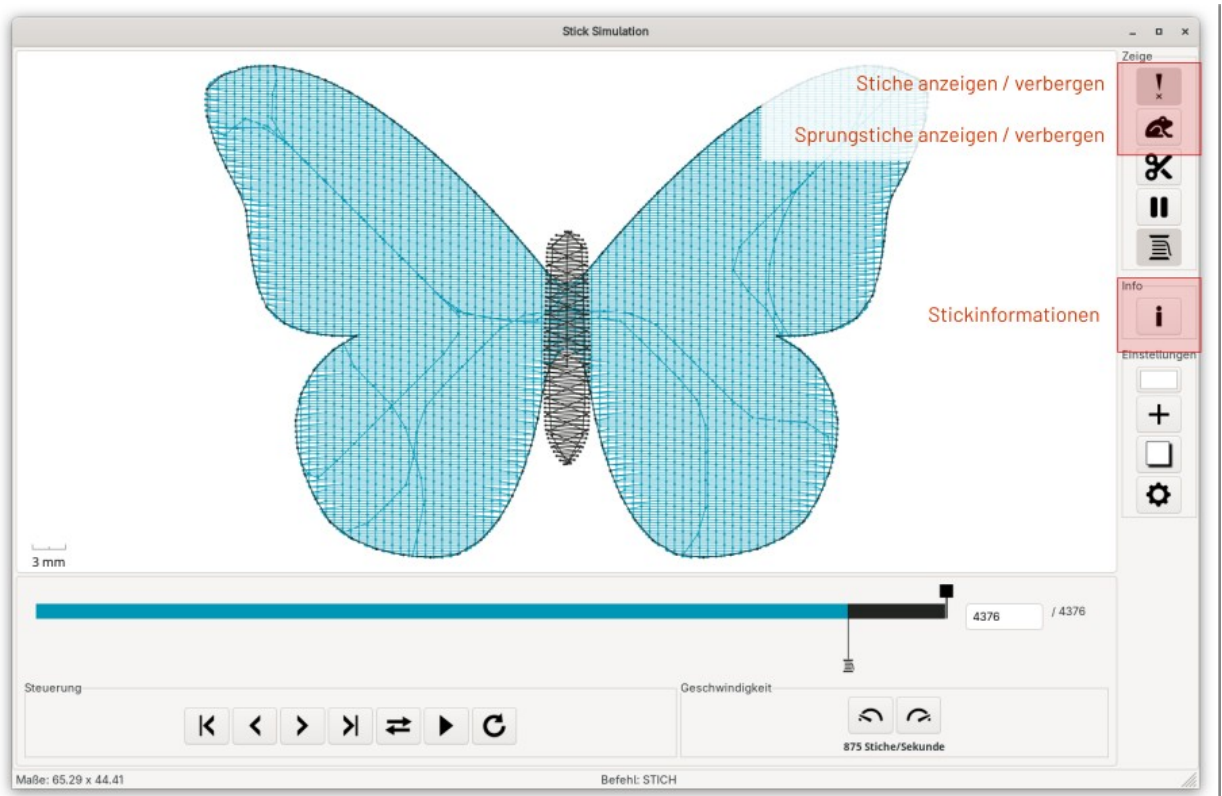 Stick Simulation
Zeige
Stiche anzeigen / verbergen
Sprungstiche anzeigen / verbergen
Info
Stickinformationen
Einstellungen
3 mm
4376 / 4376
Steuerung
Geschwindigkeit
875 Stiche/Sekunde
Maße: 65.29 x 44.41
Befehl: STICH